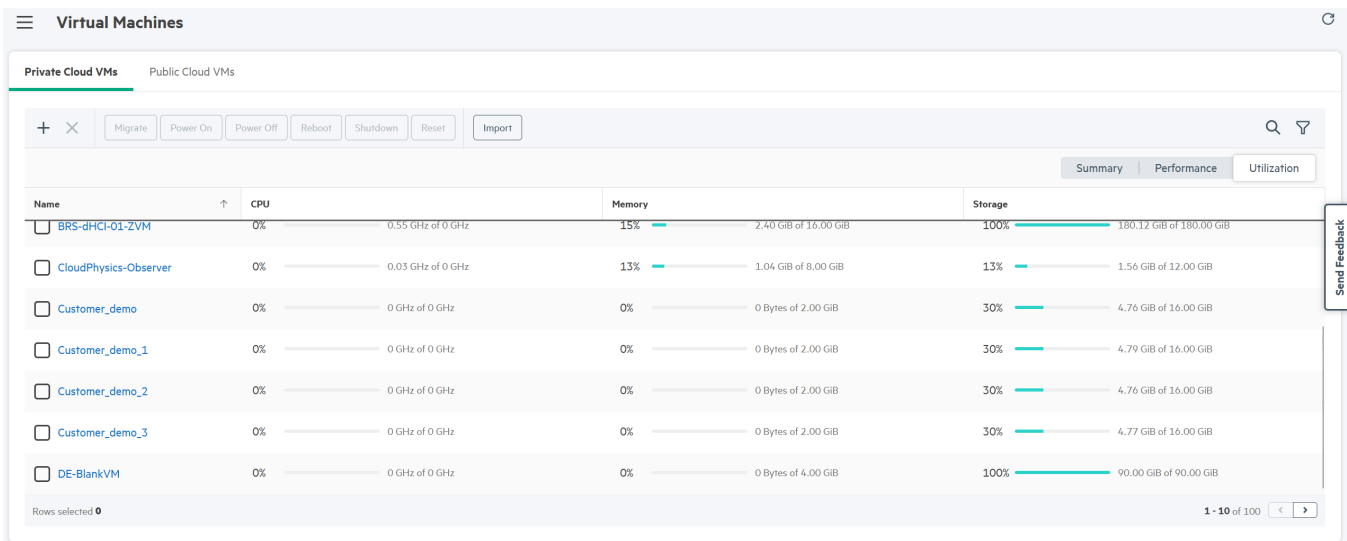 Virtual Machines
Private Cloud VMs Public Cloud VMs
Migrate Power On Power Off Reboot Shutdown Reset Import
Summary Performance Utilization
Name CPU Memory Storage
BRS-dHCI-01-ZVM 0% 0.55 GHz of 0 GHz 15% 2.40 GiB of 16.00 GiB 100% 180.12 GiB of 180.00 GiB
CloudPhysics-Observer 0% 0.03 GHz of 0 GHz 13% 1.04 GiB of 8.00 GiB 13% 1.56 GiB of 12.00 GiB
Customer_demo 0% 0 GHz of 0 GHz 0% 0 Bytes of 2.00 GiB 30% 4.76 GiB of 16.00 GiB
Customer_demo_1 0% 0 GHz of 0 GHz 0% 0 Bytes of 2.00 GiB 30% 4.79 GiB of 16.00 GiB
Customer_demo_2 0% 0 GHz of 0 GHz 0% 0 Bytes of 2.00 GiB 30% 4.76 GiB of 16.00 GiB
Customer_demo_3 0% 0 GHz of 0 GHz 0% 0 Bytes of 2.00 GiB 30% 4.77 GiB of 16.00 GiB
DE-BlankVM 0% 0 GHz of 0 GHz 0% 0 Bytes of 4.00 GiB 100% 90.00 GiB of 90.00 GiB
Rows selected 0 1 - 10 of 100
Send Feedback